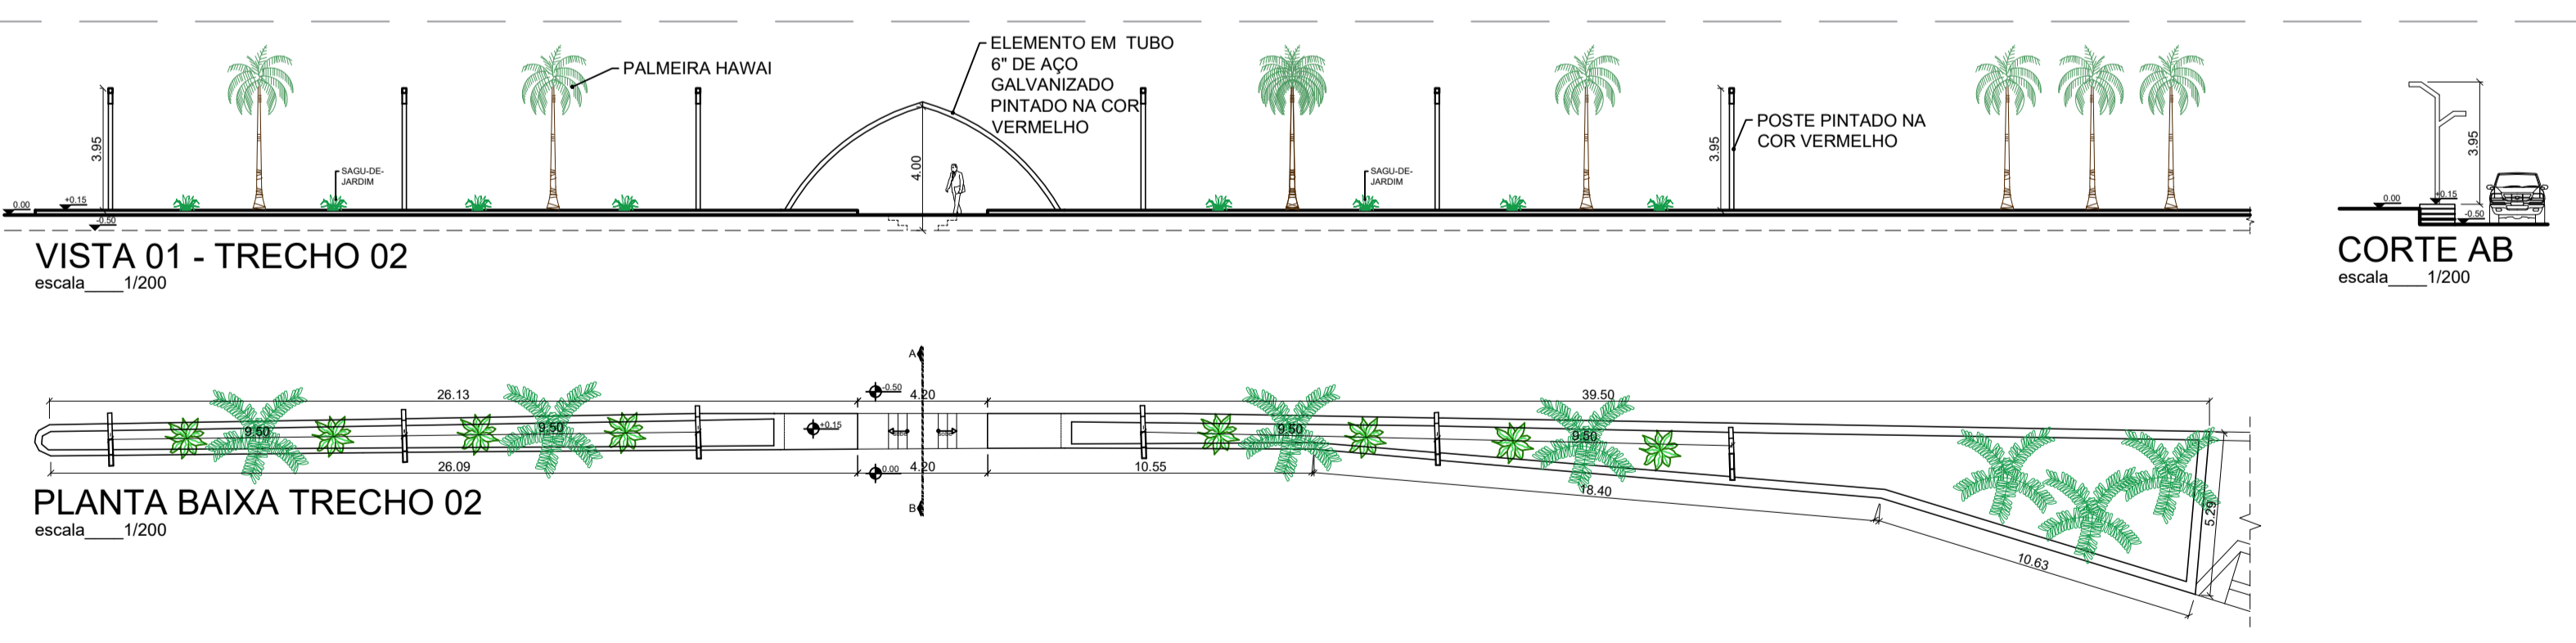 ELEMENTO EM TUBO
6" DE AÇO
GALVANIZADO
PINTADO NA COR
VERMELHO
PALMEIRA HAWAI
POSTE PINTADO NA
COR VERMELHO
3.95
4.00
3.95
3.95
SAGU-DE-
JARDIM
SAGU-DE-
JARDIM
0.00
+0.15
-0.50
0.00
+0.15
-0.50
VISTA 01 - TRECHO 02
escala____1/200
CORTE AB
escala____1/200
A
-0.50
26.13
4.20
39.50
9.50
9.50
+0.15
9.50
9.50
26.09
0.00
4.20
10.55
18.40
5.29
10.63
B
PLANTA BAIXA TRECHO 02
escala____1/200